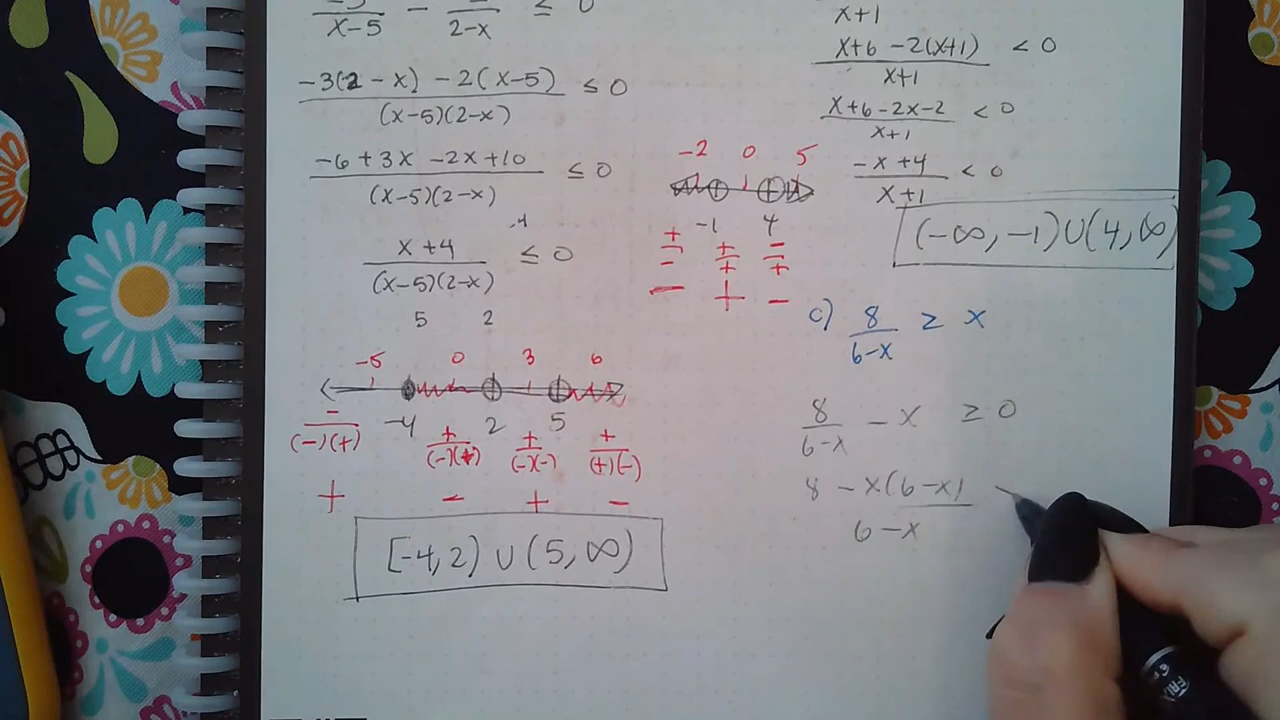 -3/(x-5) - 2/(2-x) ≤ 0
(-3(2-x) -2(x-5))/((x-5)(2-x)) ≤ 0
(-6+3x -2x+10)/((x-5)(2-x)) ≤ 0
-4
(x+4)/((x-5)(2-x)) ≤ 0
5 2
-5 0 3 6
-4 2 5
-/((-)(+)) +/((-)(+)) +/((-)(-)) +/((+)(-))
+ - + -
[-4,2) ∪ (5,∞)
x+1
(x+6 -2(x+1))/(x+1) < 0
(x+6-2x-2)/(x+1) < 0
(-x+4)/(x+1) < 0
-2 0 5
-1 4
+/- +/+ -/+
- + -
(-∞,-1)∪(4,∞)
c) 8/(6-x) ≥ x
8/(6-x) - x ≥ 0
(8 - x(6-x))/(6-x)